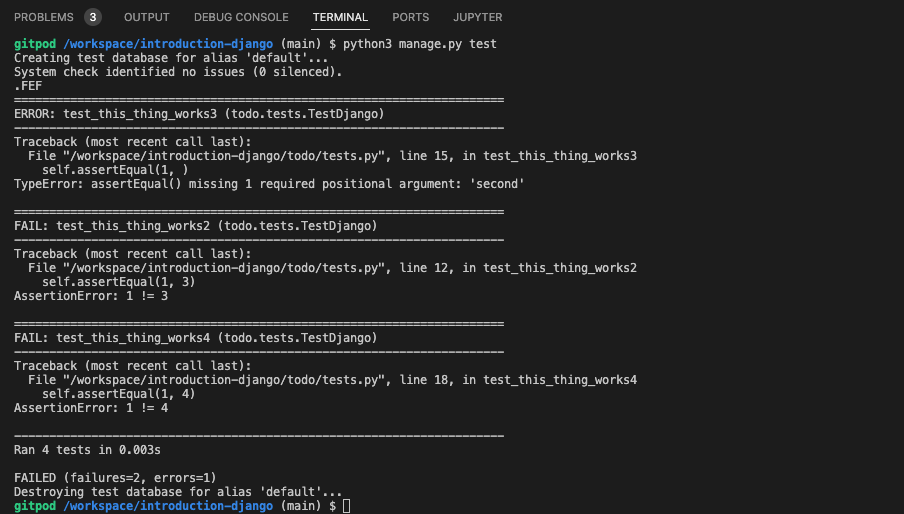 PROBLEMS 3 OUTPUT DEBUG CONSOLE TERMINAL PORTS JUPYTER
gitpod /workspace/introduction-django (main) $ python3 manage.py test
Creating test database for alias 'default'...
System check identified no issues (0 silenced).
.FEF
======================================================================
ERROR: test_this_thing_works3 (todo.tests.TestDjango)
----------------------------------------------------------------------
Traceback (most recent call last):
  File "/workspace/introduction-django/todo/tests.py", line 15, in test_this_thing_works3
    self.assertEqual(1, )
TypeError: assertEqual() missing 1 required positional argument: 'second'
======================================================================
FAIL: test_this_thing_works2 (todo.tests.TestDjango)
----------------------------------------------------------------------
Traceback (most recent call last):
  File "/workspace/introduction-django/todo/tests.py", line 12, in test_this_thing_works2
    self.assertEqual(1, 3)
AssertionError: 1 != 3
======================================================================
FAIL: test_this_thing_works4 (todo.tests.TestDjango)
----------------------------------------------------------------------
Traceback (most recent call last):
  File "/workspace/introduction-django/todo/tests.py", line 18, in test_this_thing_works4
    self.assertEqual(1, 4)
AssertionError: 1 != 4
----------------------------------------------------------------------
Ran 4 tests in 0.003s
FAILED (failures=2, errors=1)
Destroying test database for alias 'default'...
gitpod /workspace/introduction-django (main) $